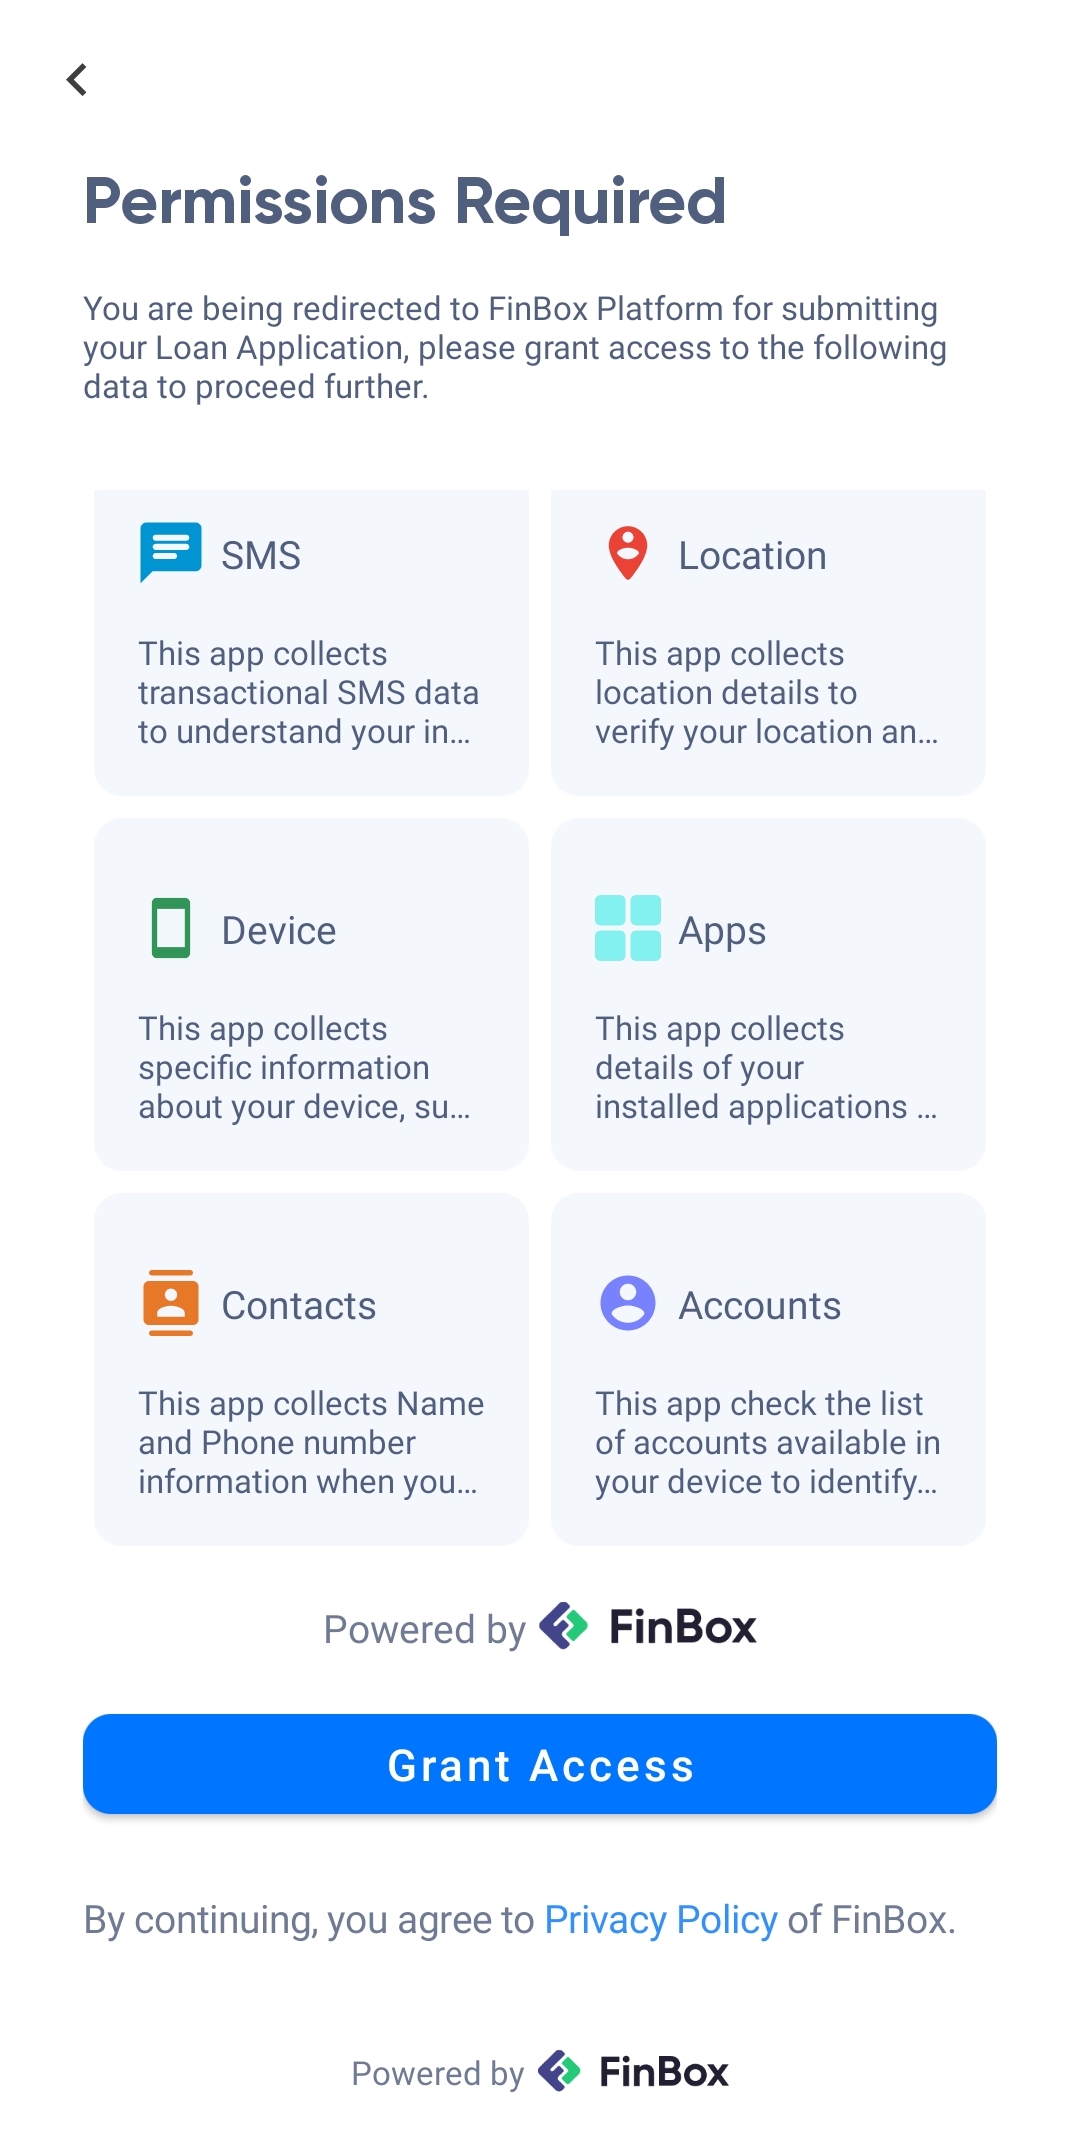 Permissions Required
You are being redirected to FinBox Platform for submitting
your Loan Application, please grant access to the following
data to proceed further.
SMS
This app collects
transactional SMS data
to understand your in...
Location
This app collects
location details to
verify your location an...
Device
This app collects
specific information
about your device, su...
Apps
This app collects
details of your
installed applications ...
Contacts
This app collects Name
and Phone number
information when you...
Accounts
This app check the list
of accounts available in
your device to identify...
Powered by FinBox
Grant Access
By continuing, you agree to Privacy Policy of FinBox.
Powered by FinBox